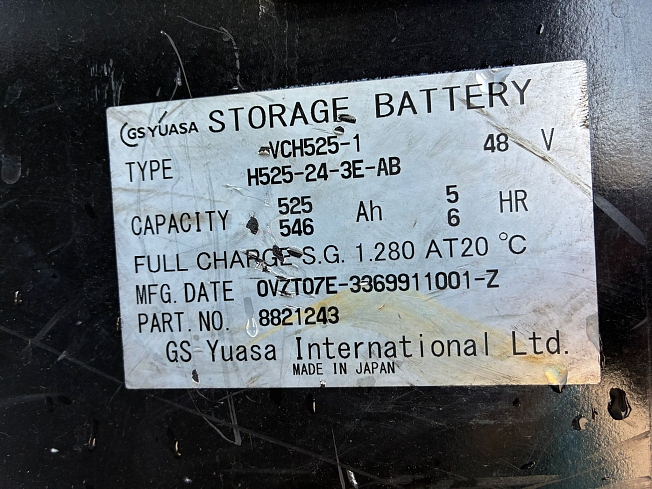 GS YUASA STORAGE BATTERY
TYPE VCH525-1 48 V
H525-24-3E-AB
CAPACITY 525 Ah 5 HR
546 6
FULL CHARGE S.G. 1.280 AT20 °C
MFG. DATE 0VZT07E-3369911001-Z
PART. NO. 8821243
GS Yuasa International Ltd.
MADE IN JAPAN